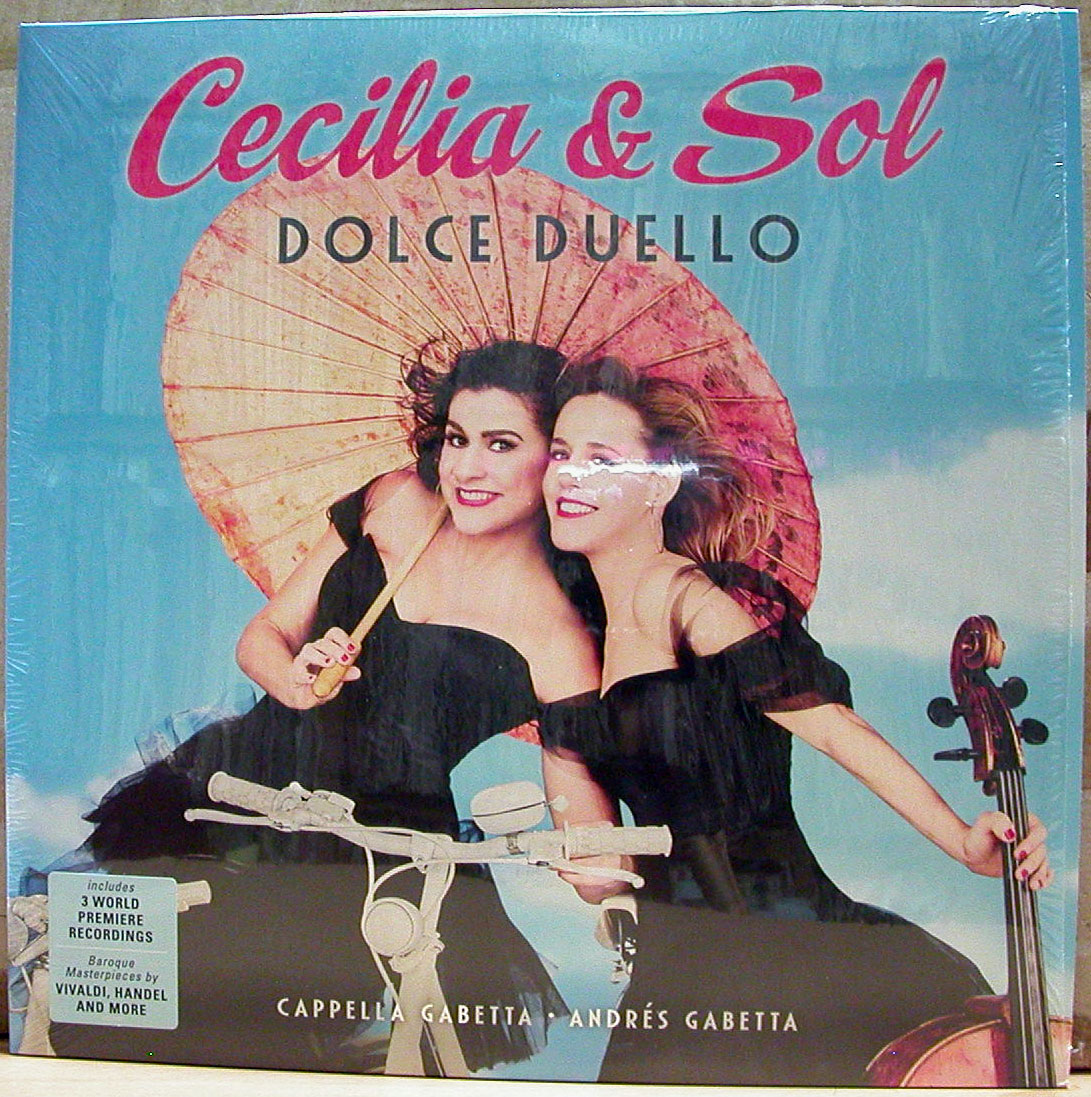 Cecilia & Sol
DOLCE DUELLO
includes
3 WORLD
PREMIERE
RECORDINGS
Baroque
Masterpieces by
VIVALDI, HANDEL
AND MORE
CAPPELLA GABETTA · ANDRÉS GABETTA